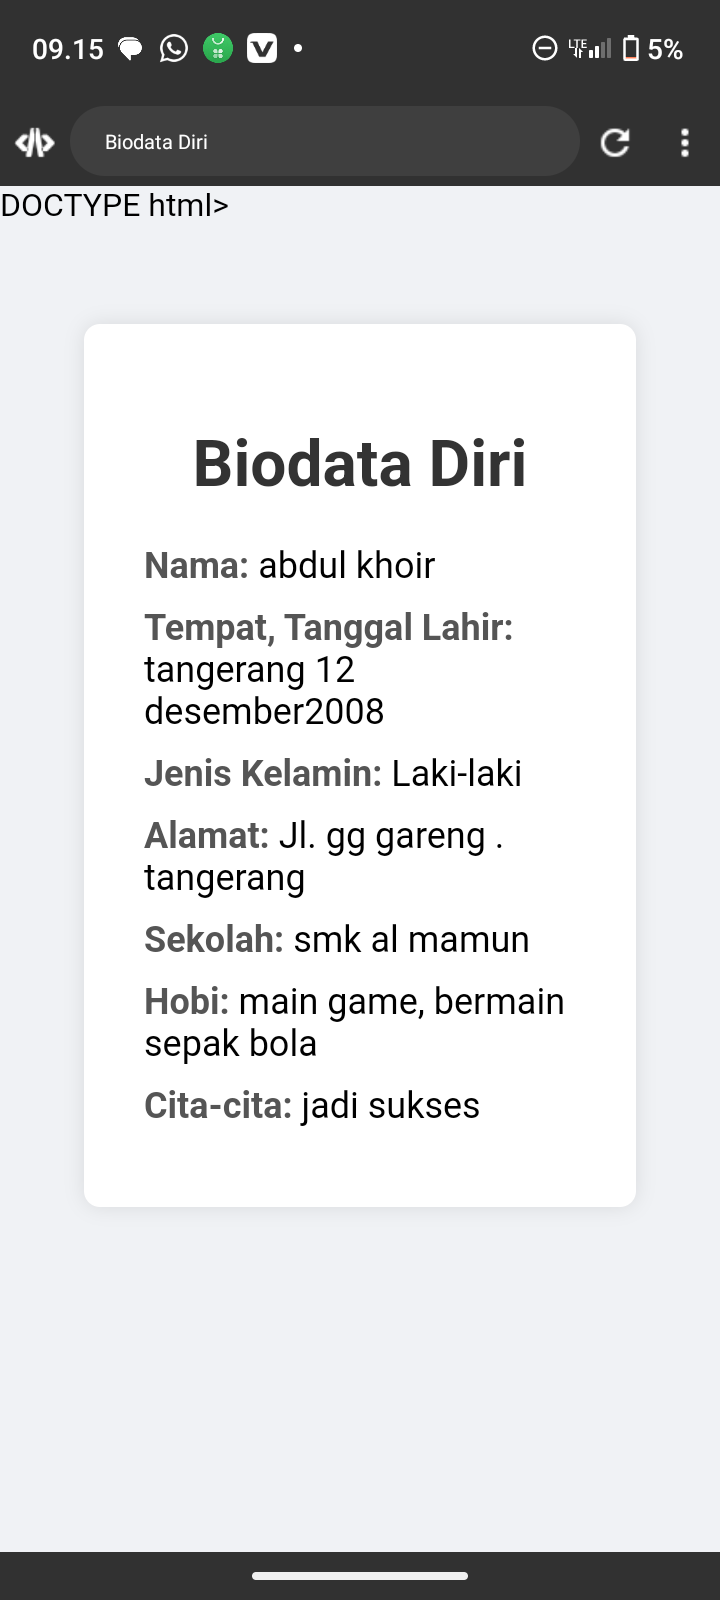 09.15
LTE 5%
Biodata Diri
DOCTYPE html>
Biodata Diri
Nama: abdul khoir
Tempat, Tanggal Lahir:
tangerang 12
desember2008
Jenis Kelamin: Laki-laki
Alamat: Jl. gg gareng .
tangerang
Sekolah: smk al mamun
Hobi: main game, bermain
sepak bola
Cita-cita: jadi sukses